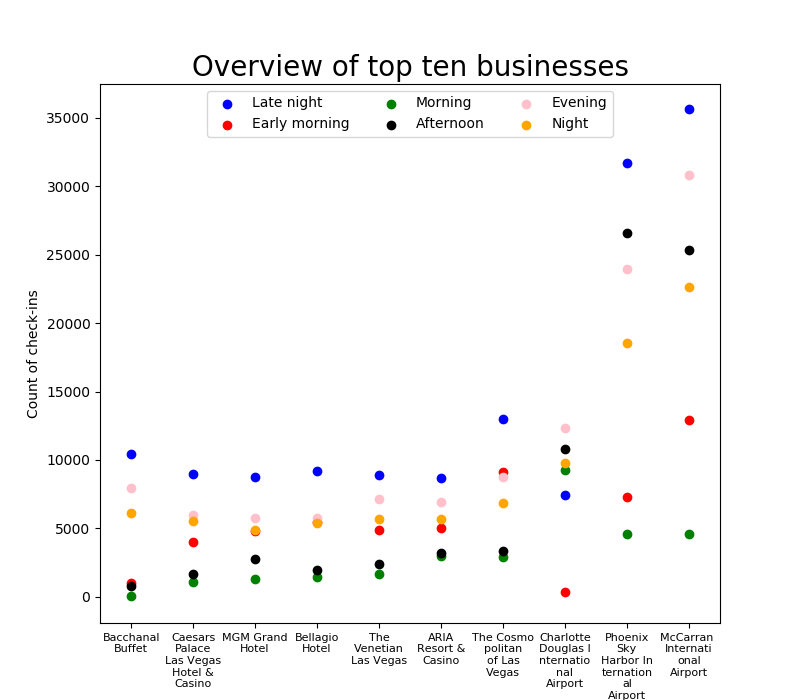 Overview of top ten businesses
Late night
Early morning
Morning
Afternoon
Evening
Night
Count of check-ins
35000
30000
25000
20000
15000
10000
5000
0
Bacchanal
Buffet
Caesars
Palace
Las Vegas
Hotel &
Casino
MGM Grand
Hotel
Bellagio
Hotel
The
Venetian
Las Vegas
ARIA
Resort &
Casino
The Cosmo
politan
of Las
Vegas
Charlotte
Douglas I
nternatio
nal
Airport
Phoenix
Sky
Harbor In
ternation
al
Airport
McCarran
Internati
onal
Airport